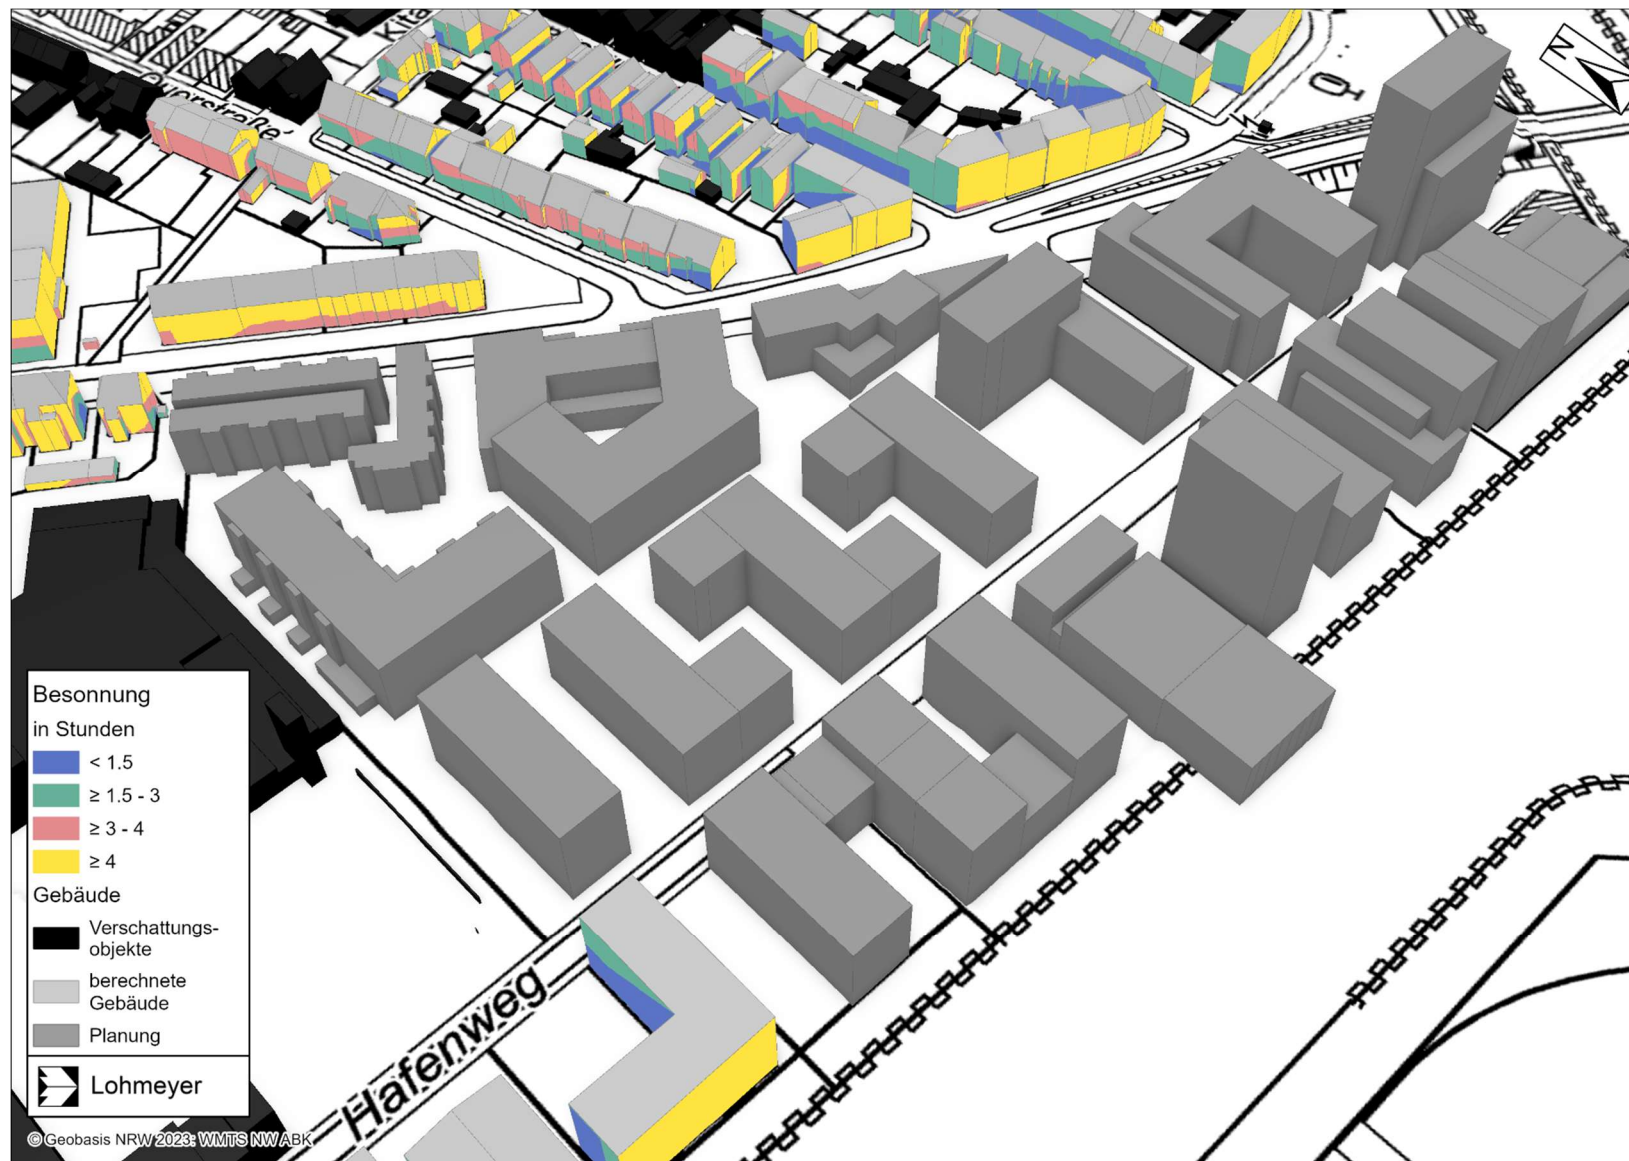 Kita
N
Besonnung
in Stunden
< 1.5
≥ 1.5 - 3
≥ 3 - 4
≥ 4
Gebäude
Verschattungs-
objekte
berechnete
Gebäude
Planung
Lohmeyer
Hafenweg
© Geobasis NRW 2023: WMTS NW ABK